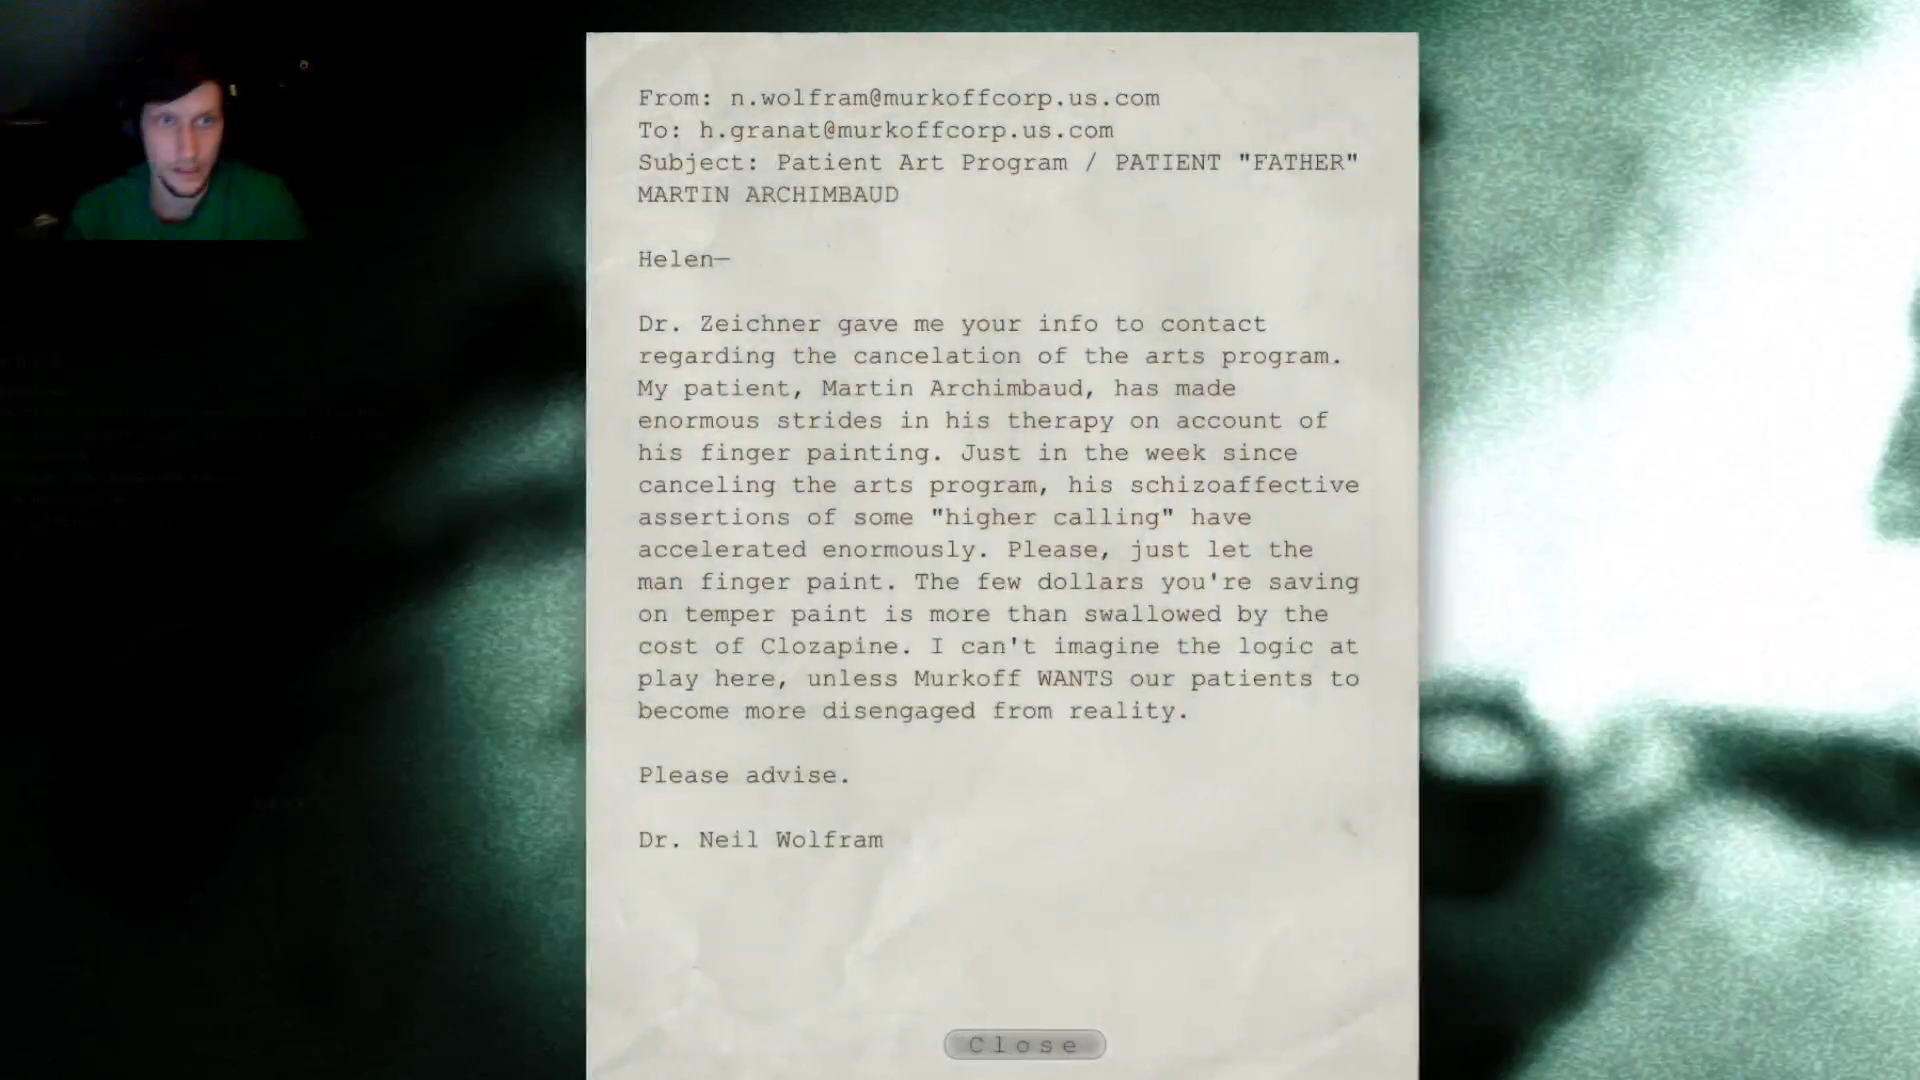 From: n.wolfram@murkoffcorp.us.com
To: h.granat@murkoffcorp.us.com
Subject: Patient Art Program / PATIENT "FATHER"
MARTIN ARCHIMBAUD
Helen—
Dr. Zeichner gave me your info to contact
regarding the cancelation of the arts program.
My patient, Martin Archimbaud, has made
enormous strides in his therapy on account of
his finger painting. Just in the week since
canceling the arts program, his schizoaffective
assertions of some "higher calling" have
accelerated enormously. Please, just let the
man finger paint. The few dollars you're saving
on temper paint is more than swallowed by the
cost of Clozapine. I can't imagine the logic at
play here, unless Murkoff WANTS our patients to
become more disengaged from reality.
Please advise.
Dr. Neil Wolfram
Close